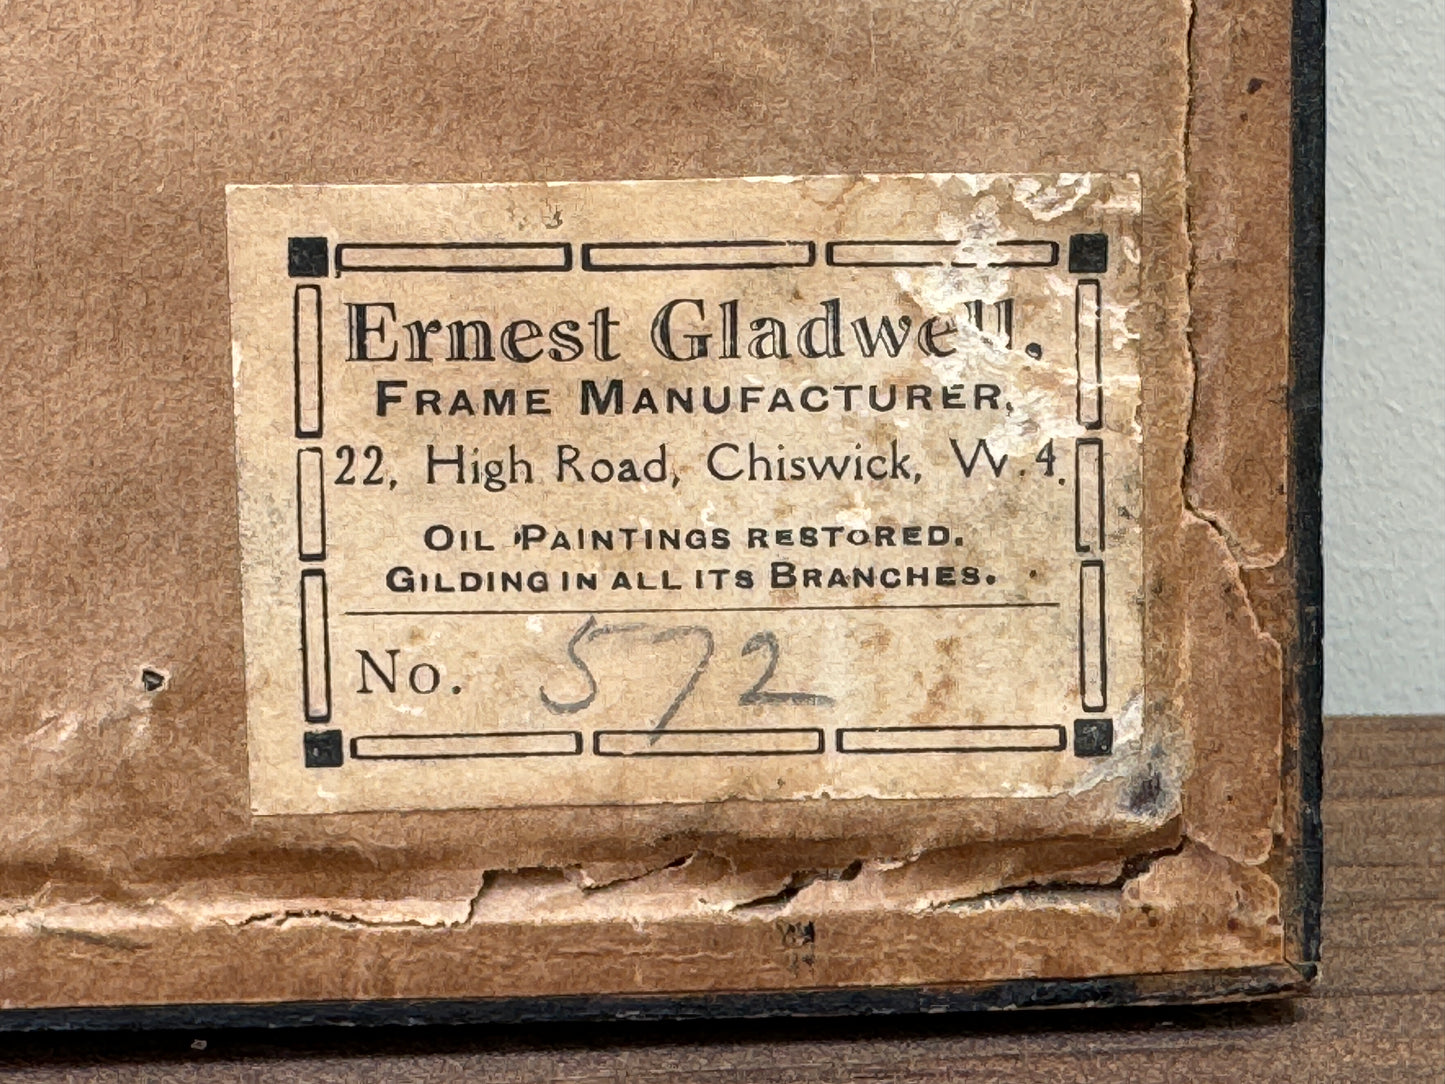 Ernest Gladwell.
FRAME MANUFACTURER,
22, High Road, Chiswick, W.4.
OIL PAINTINGS RESTORED.
GILDING IN ALL ITS BRANCHES.
No. 572